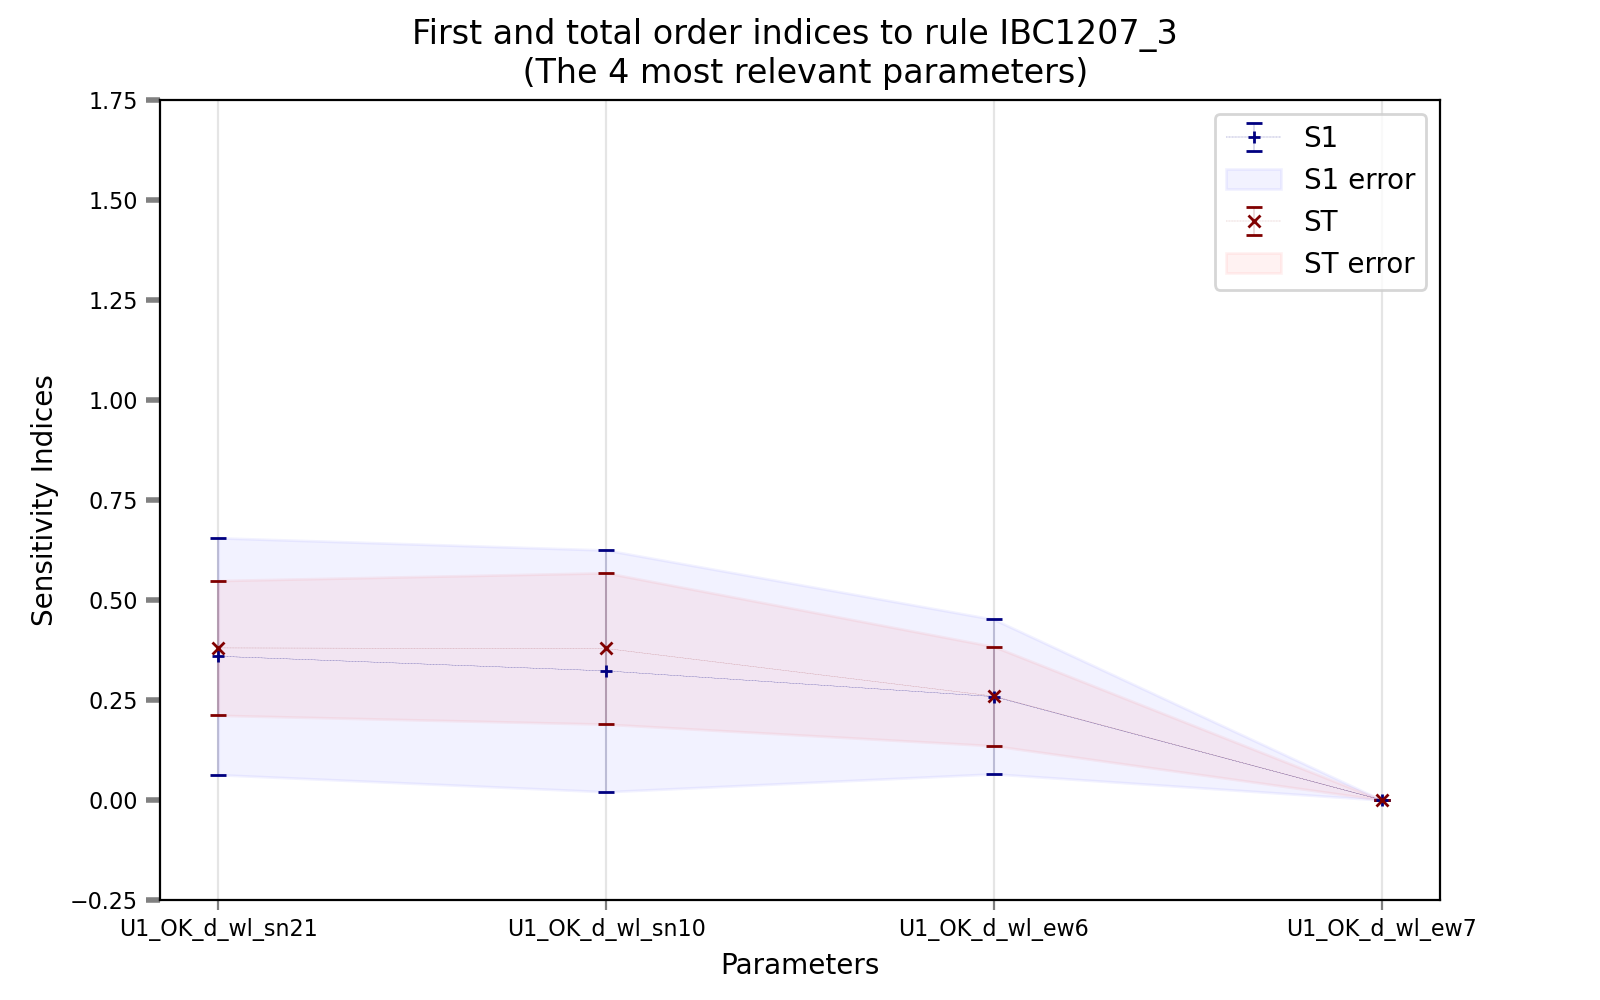 First and total order indices to rule IBC1207_3
(The 4 most relevant parameters)
1.75
1.50
1.25
1.00
0.75
0.50
0.25
0.00
−0.25
Sensitivity Indices
S1
S1 error
ST
ST error
U1_OK_d_wl_sn21
U1_OK_d_wl_sn10
U1_OK_d_wl_ew6
U1_OK_d_wl_ew7
Parameters